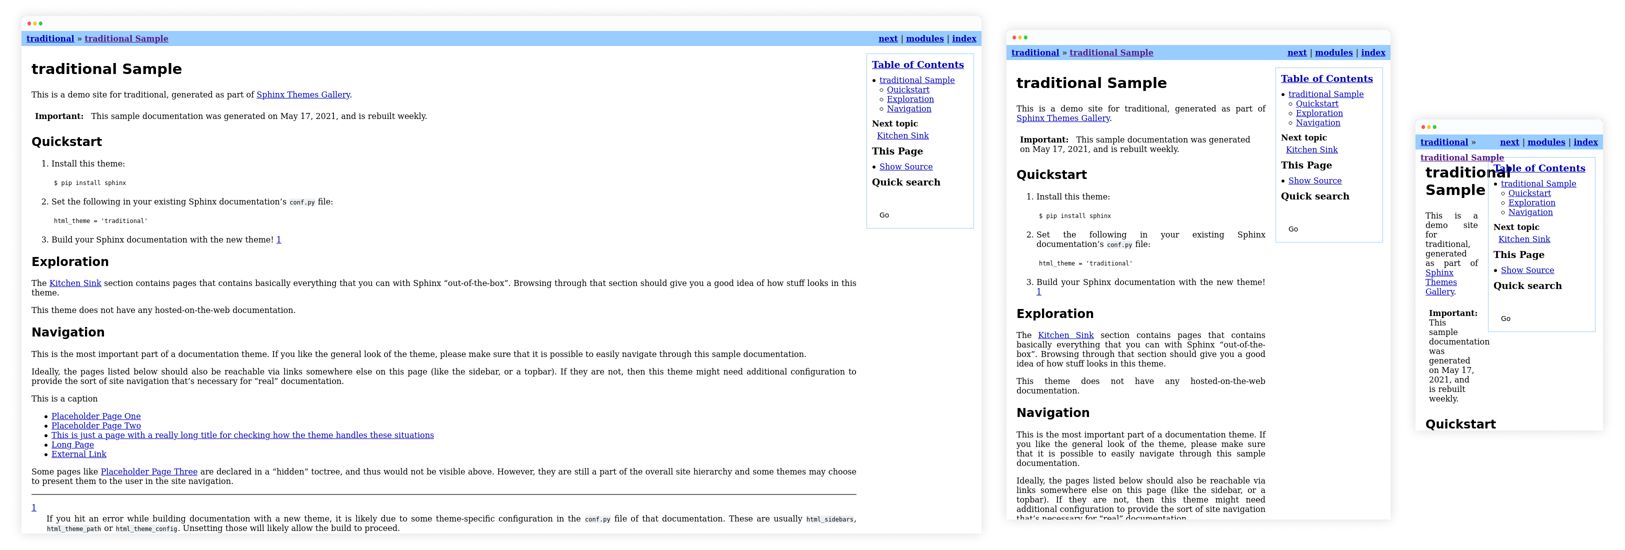 traditional » traditional Sample
next | modules | index
traditional Sample
This is a demo site for traditional, generated as part of Sphinx Themes Gallery.
Important: This sample documentation was generated on May 17, 2021, and is rebuilt weekly.
Quickstart
1. Install this theme:
$ pip install sphinx
2. Set the following in your existing Sphinx documentation’s conf.py file:
html_theme = 'traditional'
3. Build your Sphinx documentation with the new theme! 1
Exploration
The Kitchen Sink section contains pages that contains basically everything that you can with Sphinx “out-of-the-box”. Browsing through that section should give you a good idea of how stuff looks in this
theme.
This theme does not have any hosted-on-the-web documentation.
Navigation
This is the most important part of a documentation theme. If you like the general look of the theme, please make sure that it is possible to easily navigate through this sample documentation.
Ideally, the pages listed below should also be reachable via links somewhere else on this page (like the sidebar, or a topbar). If they are not, then this theme might need additional configuration to
provide the sort of site navigation that’s necessary for “real” documentation.
This is a caption
• Placeholder Page One
• Placeholder Page Two
• This is just a page with a really long title for checking how the theme handles these situations
• Long Page
• External Link
Some pages like Placeholder Page Three are declared in a “hidden” toctree, and thus would not be visible above. However, they are still a part of the overall site hierarchy and some themes may choose
to present them to the user in the site navigation.
1
If you hit an error while building documentation with a new theme, it is likely due to some theme-specific configuration in the conf.py file of that documentation. These are usually html_sidebars,
html_theme_path or html_theme_config. Unsetting those will likely allow the build to proceed.
Table of Contents
• traditional Sample
◦ Quickstart
◦ Exploration
◦ Navigation
Next topic
Kitchen Sink
This Page
• Show Source
Quick search
Go
traditional » traditional Sample
next | modules | index
traditional Sample
This is a demo site for traditional, generated as part of
Sphinx Themes Gallery.
Important: This sample documentation was generated
on May 17, 2021, and is rebuilt weekly.
Quickstart
1. Install this theme:
$ pip install sphinx
2. Set the following in your existing Sphinx
documentation’s conf.py file:
html_theme = 'traditional'
3. Build your Sphinx documentation with the new theme!
1
Exploration
The Kitchen Sink section contains pages that contains
basically everything that you can with Sphinx “out-of-the-
box”. Browsing through that section should give you a good
idea of how stuff looks in this theme.
This theme does not have any hosted-on-the-web
documentation.
Navigation
This is the most important part of a documentation theme. If
you like the general look of the theme, please make sure
that it is possible to easily navigate through this sample
documentation.
Ideally, the pages listed below should also be reachable via
links somewhere else on this page (like the sidebar, or a
topbar). If they are not, then this theme might need
additional configuration to provide the sort of site navigation
that’s necessary for “real” documentation.
Table of Contents
• traditional Sample
◦ Quickstart
◦ Exploration
◦ Navigation
Next topic
Kitchen Sink
This Page
• Show Source
Quick search
Go
traditional »
next | modules | index
traditional Sample
traditional
Sample
This is a
demo site
for
traditional,
generated
as part of
Sphinx
Themes
Gallery.
Important:
This
sample
documentation
was
generated
on May 17,
2021, and
is rebuilt
weekly.
Quickstart
Table of Contents
• traditional Sample
◦ Quickstart
◦ Exploration
◦ Navigation
Next topic
Kitchen Sink
This Page
• Show Source
Quick search
Go